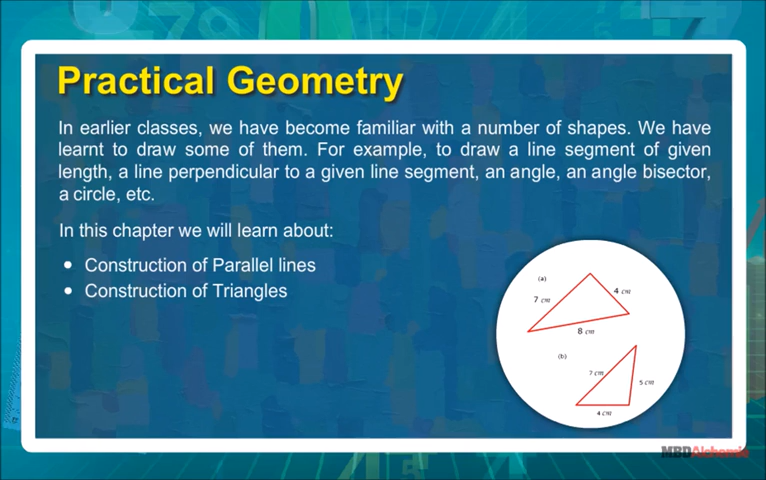 Practical Geometry
In earlier classes, we have become familiar with a number of shapes. We have
learnt to draw some of them. For example, to draw a line segment of given
length, a line perpendicular to a given line segment, an angle, an angle bisector,
a circle, etc.
In this chapter we will learn about:
• Construction of Parallel lines
• Construction of Triangles
(a)
7 cm
4 cm
8 cm
(b)
7 cm
5 cm
4 cm
MBDAlchemie